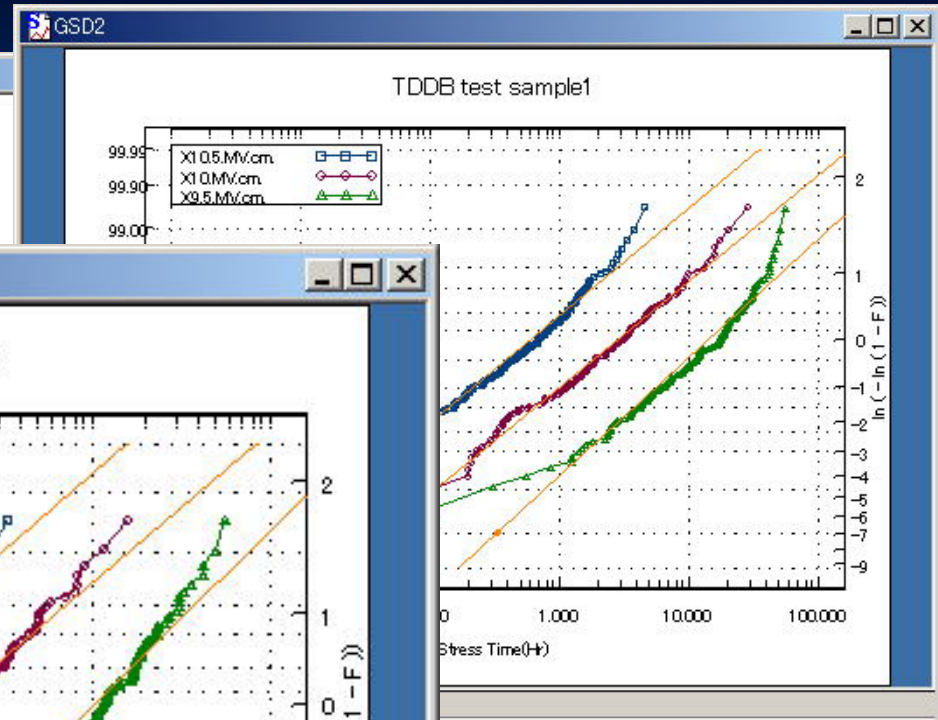 GSD2
TDDB test sample1
99.99
99.90
99.00
X10.5.MV.cm.
X10.MV.cm.
X9.5.MV.cm.
2
1
0
-1
-2
-3
-4
-5
-6
-7
-9
ln ( - ln ( 1 - F ))
0 1.000 10.000 100.000
Stress Time(Hr)
2
1
0
1 - F ))